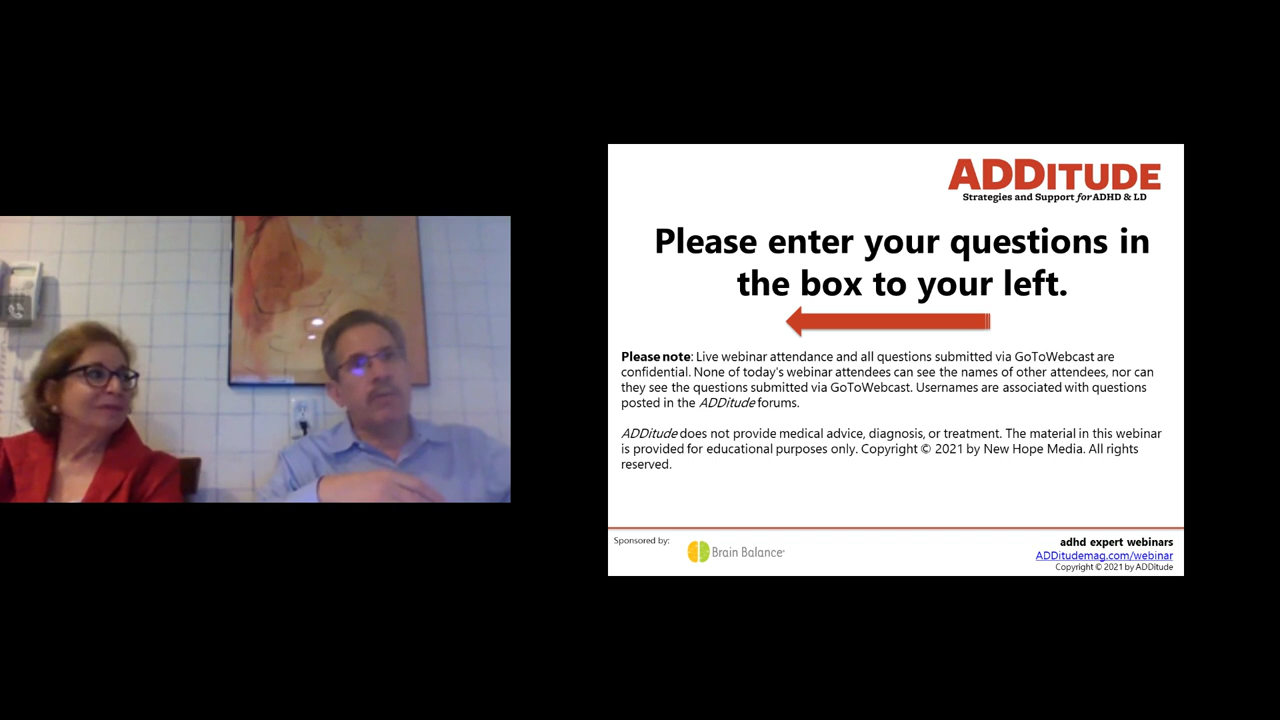 ADDITUDE
Strategies and Support for ADHD & LD
Please enter your questions in
the box to your left.
Please note: Live webinar attendance and all questions submitted via GoToWebcast are
confidential. None of today's webinar attendees can see the names of other attendees, nor can
they see the questions submitted via GoToWebcast. Usernames are associated with questions
posted in the ADDitude forums.
ADDitude does not provide medical advice, diagnosis, or treatment. The material in this webinar
is provided for educational purposes only. Copyright © 2021 by New Hope Media. All rights
reserved.
Sponsored by:
Brain Balance
adhd expert webinars
ADDitudemag.com/webinar
Copyright © 2021 by ADDitude